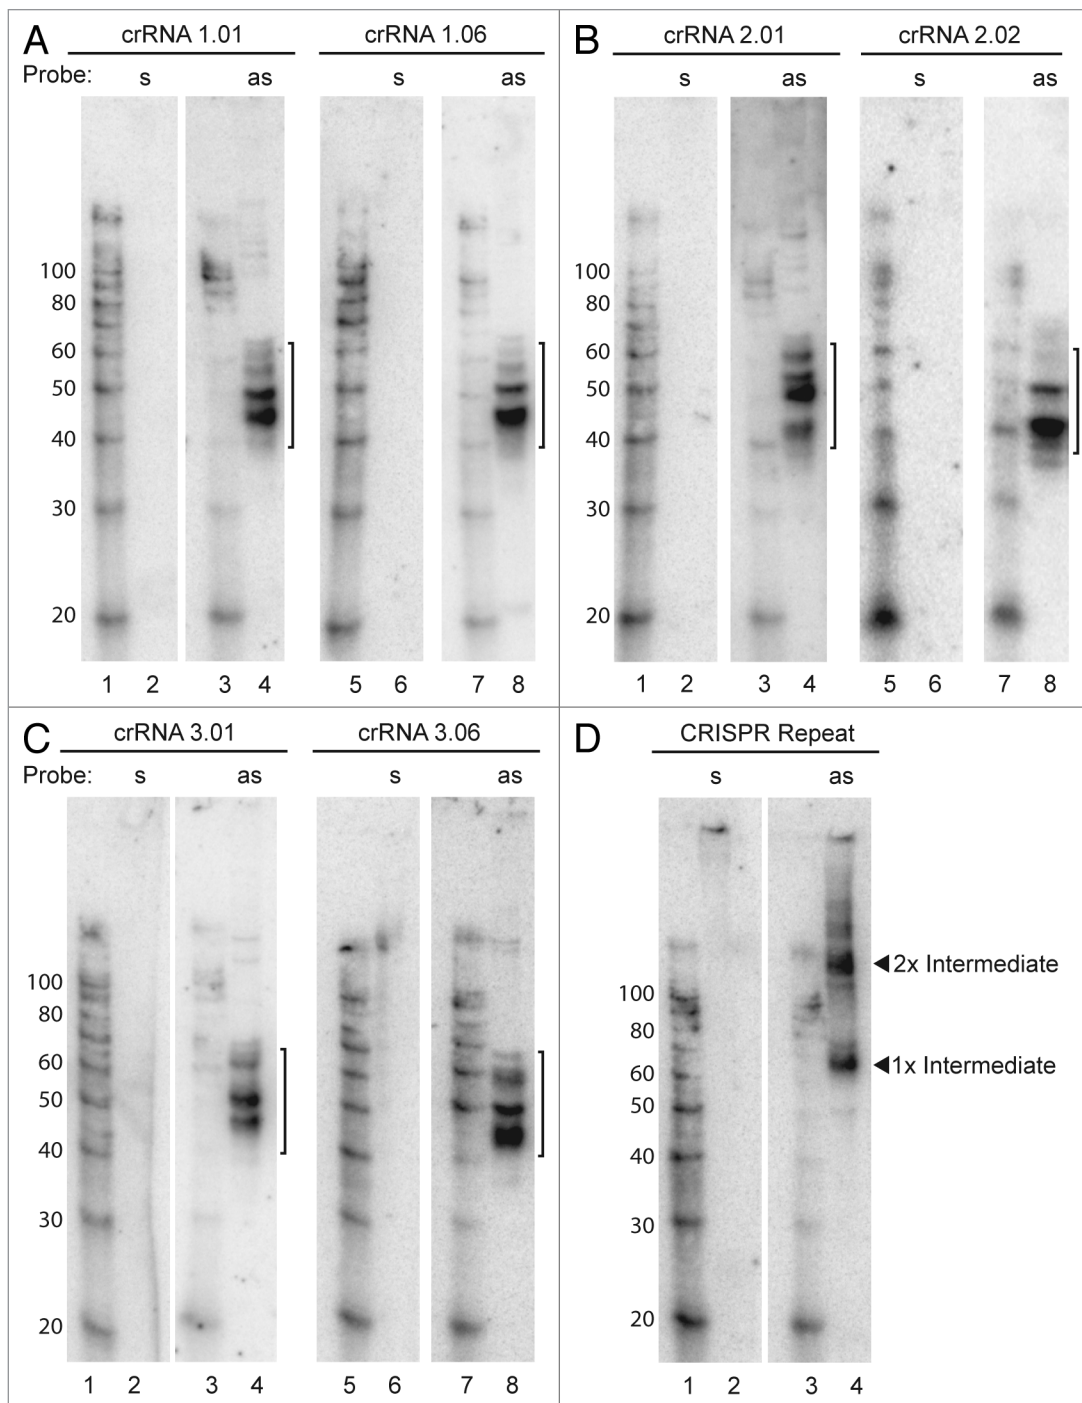 A crRNA 1.01 crRNA 1.06
Probe: s as s as
100
80
60
50
40
30
20
1 2 3 4 5 6 7 8
B crRNA 2.01 crRNA 2.02
s as s as
100
80
60
50
40
30
20
1 2 3 4 5 6 7 8
C crRNA 3.01 crRNA 3.06
Probe: s as s as
100
80
60
50
40
30
20
1 2 3 4 5 6 7 8
D CRISPR Repeat
s as
2x Intermediate
100
80
1x Intermediate
60
50
40
30
20
1 2 3 4